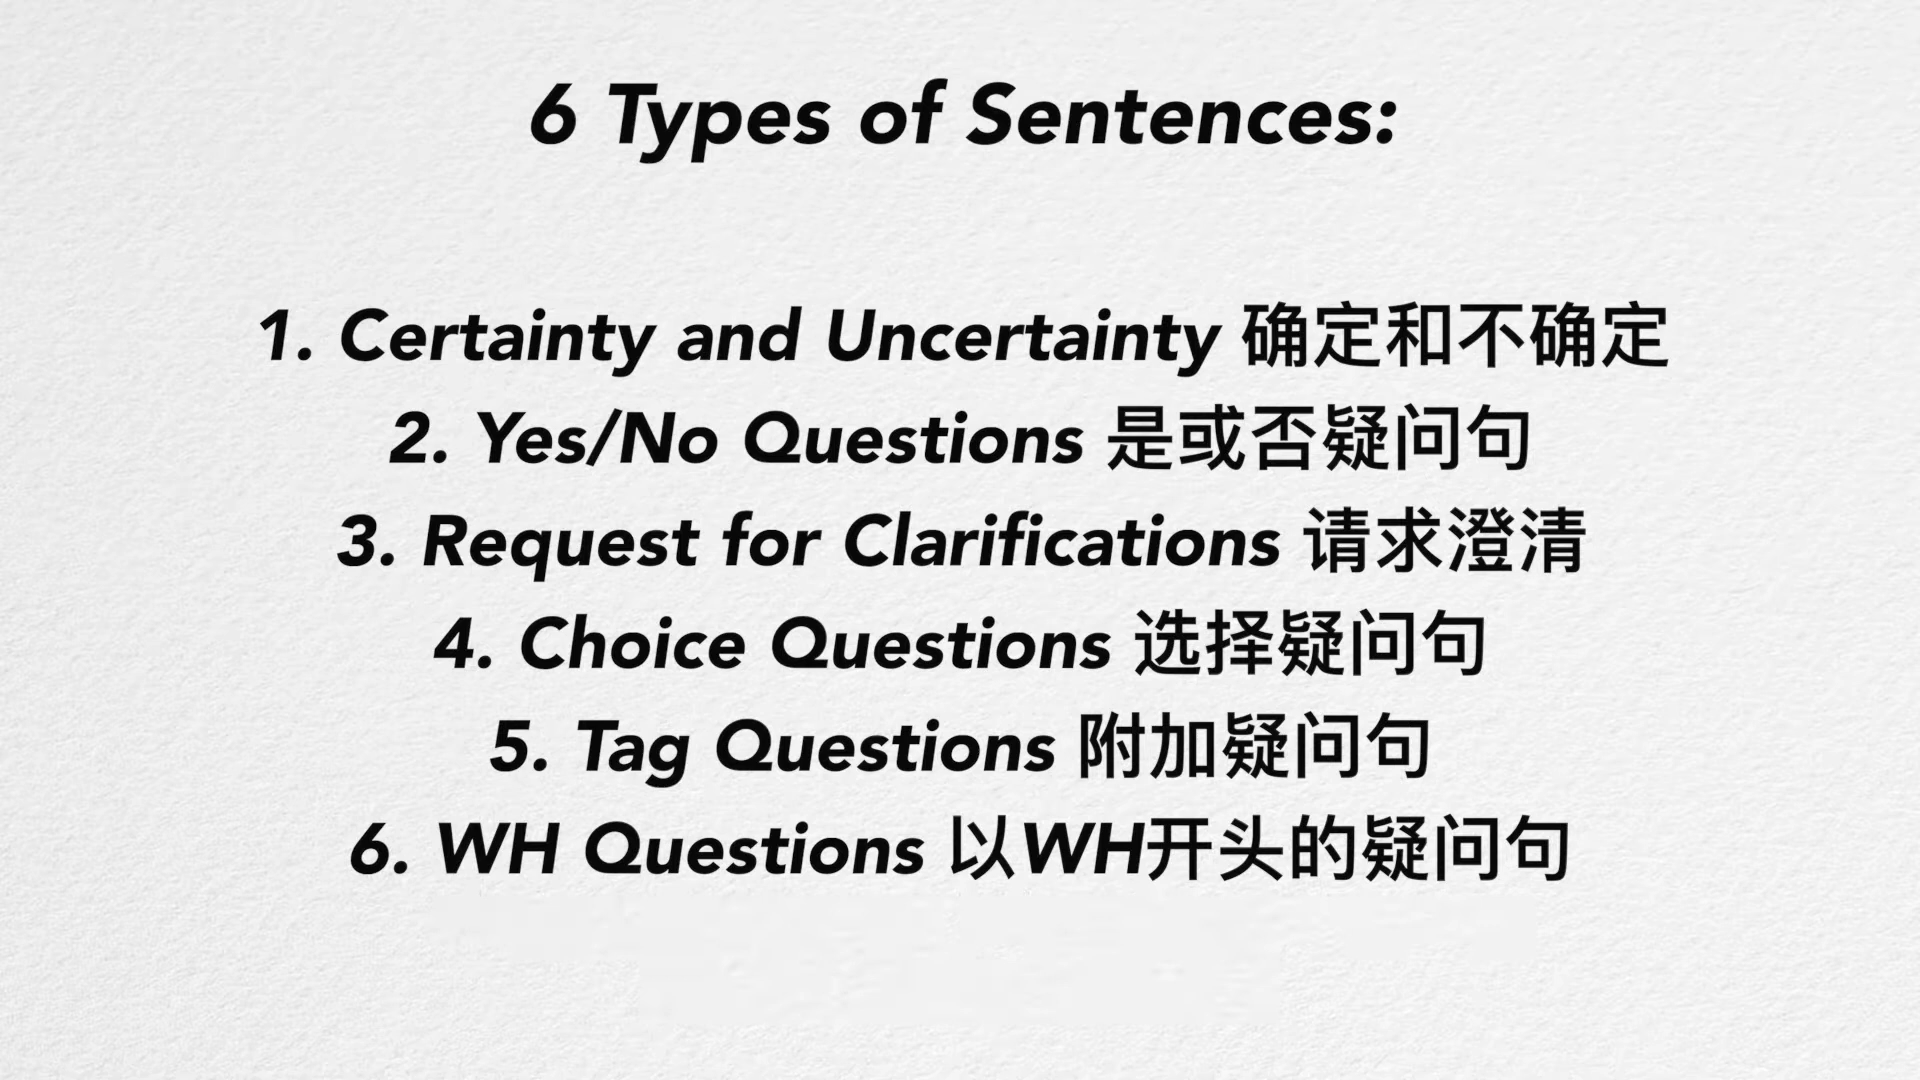 6 Types of Sentences:
1. Certainty and Uncertainty 确定和不确定
2. Yes/No Questions 是或否疑问句
3. Request for Clarifications 请求澄清
4. Choice Questions 选择疑问句
5. Tag Questions 附加疑问句
6. WH Questions 以WH开头的疑问句